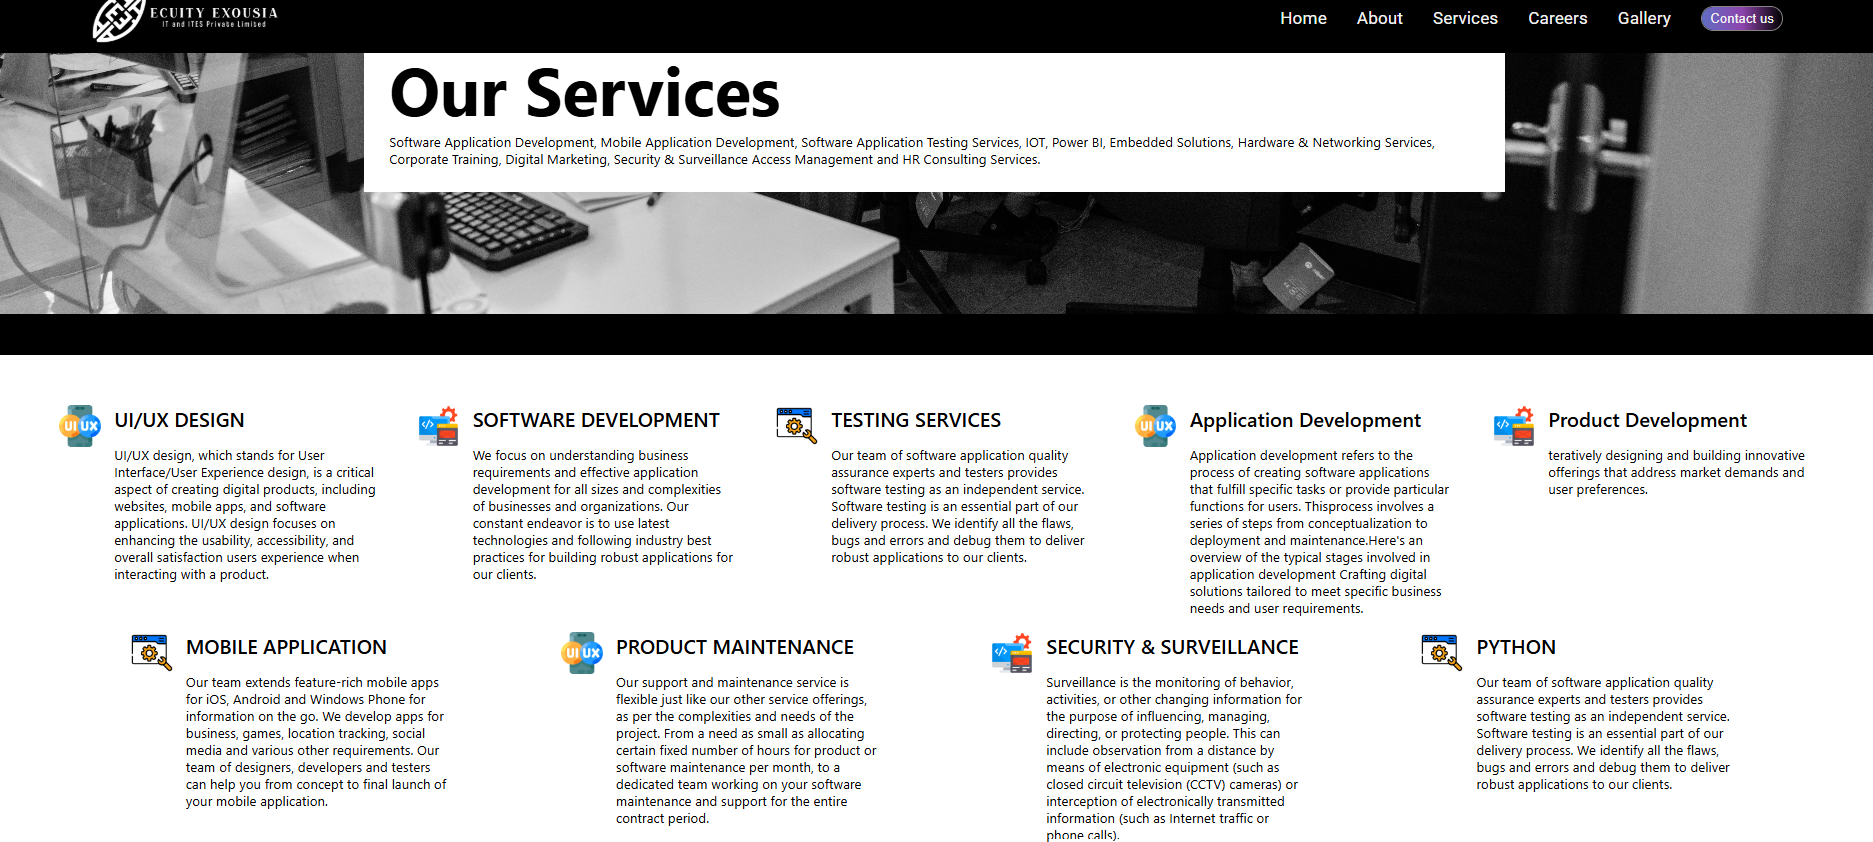 ECUITY EXOUSIA
IT and ITES Private Limited
Home About Services Careers Gallery Contact us
Our Services
Software Application Development, Mobile Application Development, Software Application Testing Services, IOT, Power BI, Embedded Solutions, Hardware & Networking Services,
Corporate Training, Digital Marketing, Security & Surveillance Access Management and HR Consulting Services.
UI UX
UI/UX DESIGN
UI/UX design, which stands for User
Interface/User Experience design, is a critical
aspect of creating digital products, including
websites, mobile apps, and software
applications. UI/UX design focuses on
enhancing the usability, accessibility, and
overall satisfaction users experience when
interacting with a product.
SOFTWARE DEVELOPMENT
We focus on understanding business
requirements and effective application
development for all sizes and complexities
of businesses and organizations. Our
constant endeavor is to use latest
technologies and following industry best
practices for building robust applications for
our clients.
TESTING SERVICES
Our team of software application quality
assurance experts and testers provides
software testing as an independent service.
Software testing is an essential part of our
delivery process. We identify all the flaws,
bugs and errors and debug them to deliver
robust applications to our clients.
UI UX
Application Development
Application development refers to the
process of creating software applications
that fulfill specific tasks or provide particular
functions for users. Thisprocess involves a
series of steps from conceptualization to
deployment and maintenance.Here's an
overview of the typical stages involved in
application development Crafting digital
solutions tailored to meet specific business
needs and user requirements.
Product Development
teratively designing and building innovative
offerings that address market demands and
user preferences.
MOBILE APPLICATION
Our team extends feature-rich mobile apps
for iOS, Android and Windows Phone for
information on the go. We develop apps for
business, games, location tracking, social
media and various other requirements. Our
team of designers, developers and testers
can help you from concept to final launch of
your mobile application.
UI UX
PRODUCT MAINTENANCE
Our support and maintenance service is
flexible just like our other service offerings,
as per the complexities and needs of the
project. From a need as small as allocating
certain fixed number of hours for product or
software maintenance per month, to a
dedicated team working on your software
maintenance and support for the entire
contract period.
SECURITY & SURVEILLANCE
Surveillance is the monitoring of behavior,
activities, or other changing information for
the purpose of influencing, managing,
directing, or protecting people. This can
include observation from a distance by
means of electronic equipment (such as
closed circuit television (CCTV) cameras) or
interception of electronically transmitted
information (such as Internet traffic or
phone calls).
PYTHON
Our team of software application quality
assurance experts and testers provides
software testing as an independent service.
Software testing is an essential part of our
delivery process. We identify all the flaws,
bugs and errors and debug them to deliver
robust applications to our clients.